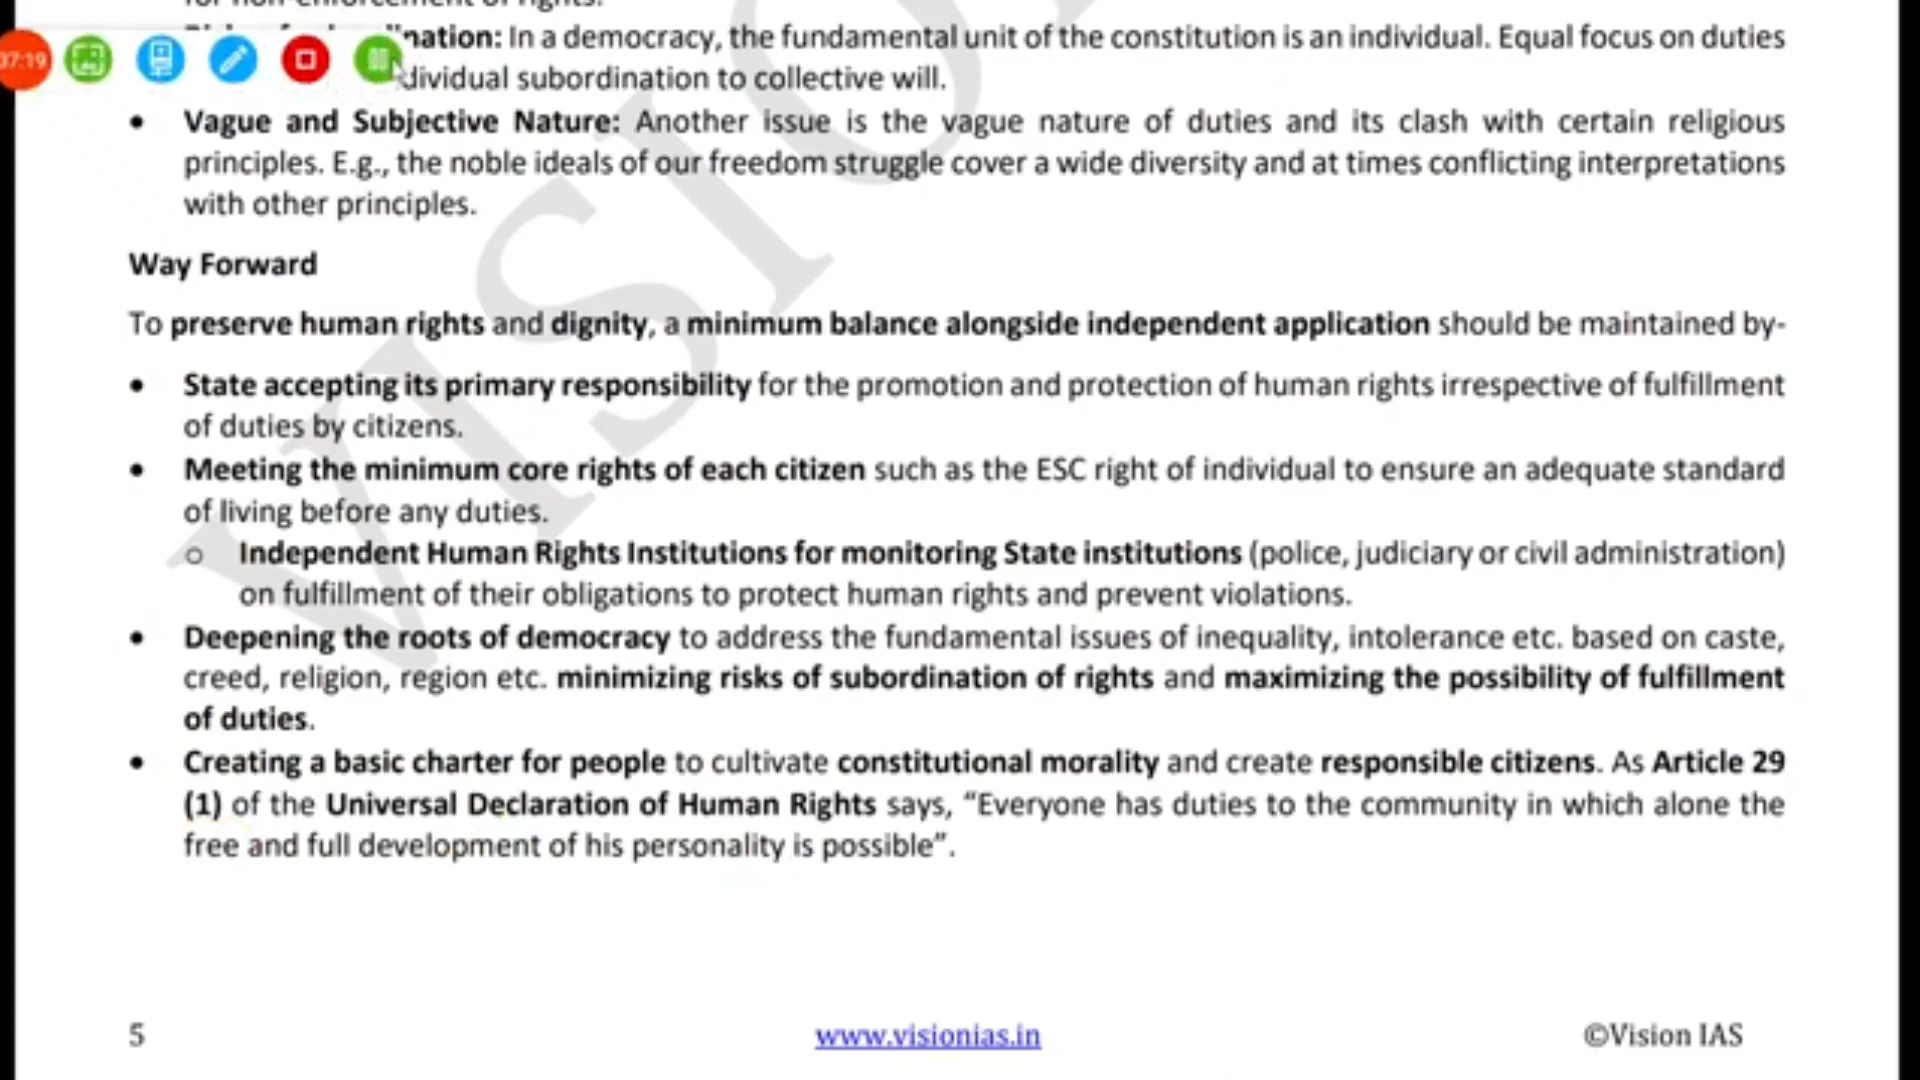 for non-enforcement of rights.
nation: In a democracy, the fundamental unit of the constitution is an individual. Equal focus on duties
37:19
dividual subordination to collective will.
• Vague and Subjective Nature: Another issue is the vague nature of duties and its clash with certain religious
principles. E.g., the noble ideals of our freedom struggle cover a wide diversity and at times conflicting interpretations
with other principles.
Way Forward
To preserve human rights and dignity, a minimum balance alongside independent application should be maintained by-
• State accepting its primary responsibility for the promotion and protection of human rights irrespective of fulfillment
of duties by citizens.
• Meeting the minimum core rights of each citizen such as the ESC right of individual to ensure an adequate standard
of living before any duties.
o Independent Human Rights Institutions for monitoring State institutions (police, judiciary or civil administration)
on fulfillment of their obligations to protect human rights and prevent violations.
• Deepening the roots of democracy to address the fundamental issues of inequality, intolerance etc. based on caste,
creed, religion, region etc. minimizing risks of subordination of rights and maximizing the possibility of fulfillment
of duties.
• Creating a basic charter for people to cultivate constitutional morality and create responsible citizens. As Article 29
(1) of the Universal Declaration of Human Rights says, “Everyone has duties to the community in which alone the
free and full development of his personality is possible”.
5 www.visionias.in ©Vision IAS
VISIO